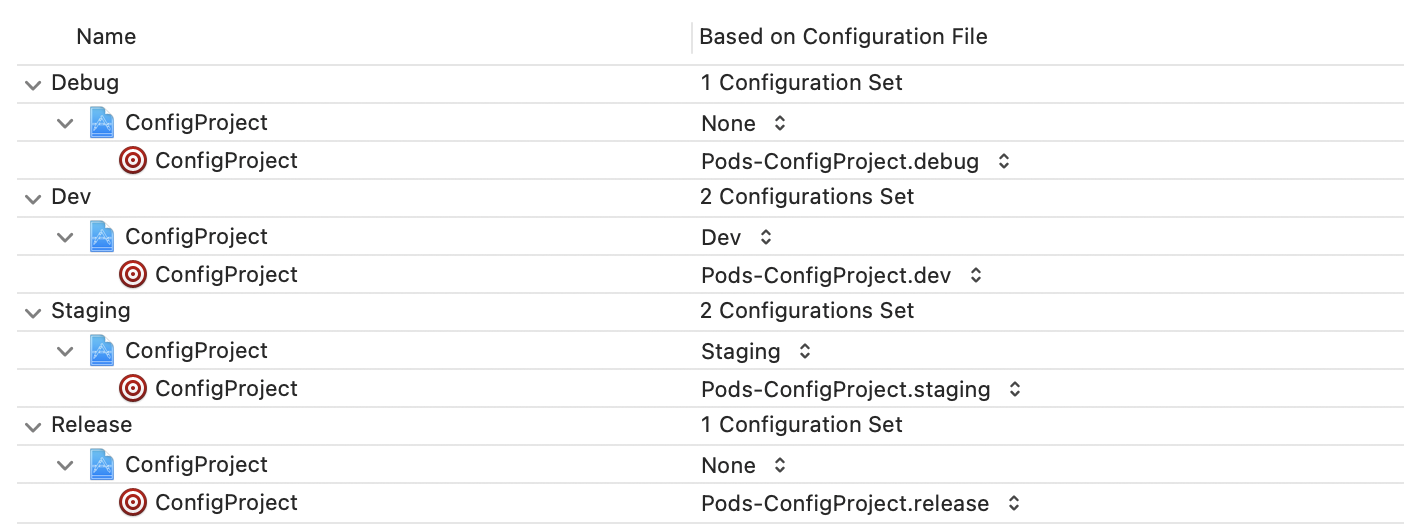 Name Based on Configuration File
Debug 1 Configuration Set
ConfigProject None
ConfigProject Pods-ConfigProject.debug
Dev 2 Configurations Set
ConfigProject Dev
ConfigProject Pods-ConfigProject.dev
Staging 2 Configurations Set
ConfigProject Staging
ConfigProject Pods-ConfigProject.staging
Release 1 Configuration Set
ConfigProject None
ConfigProject Pods-ConfigProject.release